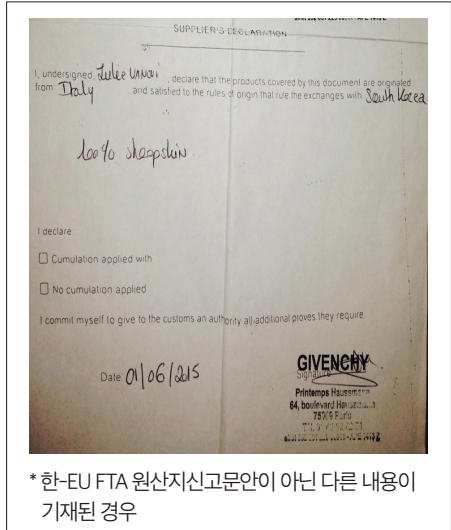 SUPPLIER'S DECLARATION
I, undersigned, , declare that the products covered by this document are originated
from Italy and satisfied to the rules of origin that rule the exchanges with South Korea
100% sheepskin
I declare
Cumulation applied with
No cumulation applied
I commit myself to give to the customs an authority all additional proves they require
Date 01/06/2015
GIVENCHY
Signature
Printemps Haussmann
64, boulevard Haussmann
75009 Paris
* 한-EU FTA 원산지신고문안이 아닌 다른 내용이
기재된 경우